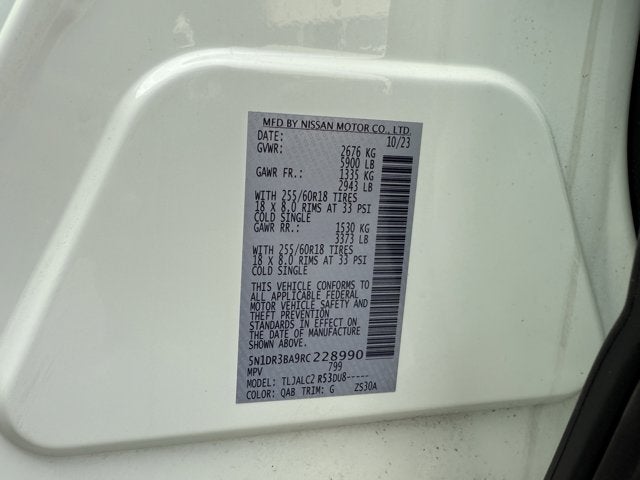 MFD BY NISSAN MOTOR CO., LTD.
DATE: 10/23
GVWR: 2676 KG
5900 LB
GAWR FR.: 1335 KG
2943 LB
WITH 255/60R18 TIRES
18 X 8.0 RIMS AT 33 PSI
COLD SINGLE
GAWR RR.: 1530 KG
3373 LB
WITH 255/60R18 TIRES
18 X 8.0 RIMS AT 33 PSI
COLD SINGLE
THIS VEHICLE CONFORMS TO
ALL APPLICABLE FEDERAL
MOTOR VEHICLE SAFETY AND
THEFT PREVENTION
STANDARDS IN EFFECT ON
THE DATE OF MANUFACTURE
SHOWN ABOVE.
5N1DR3BA9RC228990
MPV 799
MODEL: TLJALC2 R53DU8-----
COLOR: QAB TRIM: G ZS30A